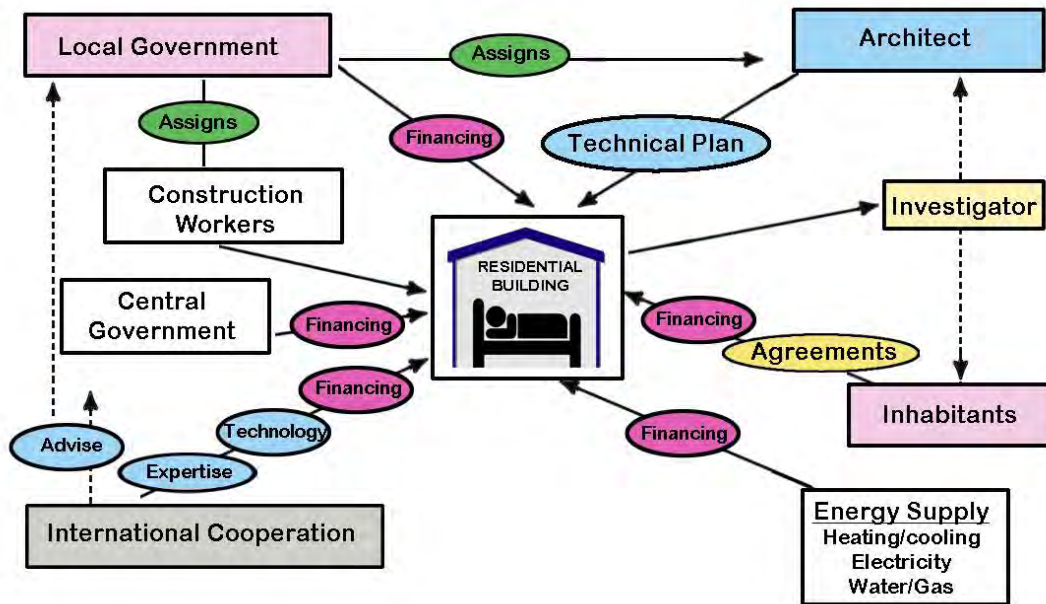 Local Government
Assigns
Architect
Assigns
Financing
Technical Plan
Construction
Workers
Investigator
RESIDENTIAL
BUILDING
Central
Government
Financing
Financing
Agreements
Financing
Inhabitants
Advise
Technology
Expertise
Financing
International Cooperation
Energy Supply
Heating/cooling
Electricity
Water/Gas